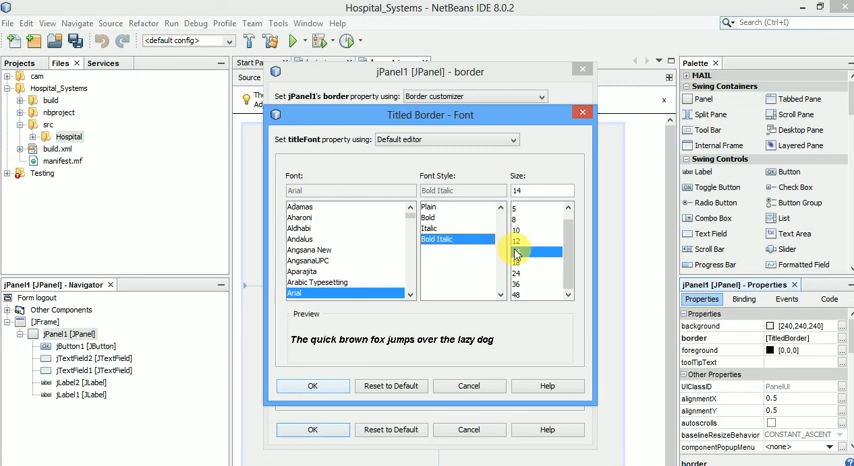 Hospital_Systems - NetBeans IDE 8.0.2
File Edit View Navigate Source Refactor Run Debug Profile Team Tools Window Help
Search (Ctrl+I)
<default config>
Projects
Files
Services
cam
Hospital_Systems
build
nbproject
src
Hospital
build.xml
manifest.mf
Testing
jPanel1 [JPanel] - Navigator
Form logout
Other Components
[JFrame]
jPanel1 [JPanel]
jButton1 [JButton]
jTextField2 [JTextField]
jTextField1 [JTextField]
jLabel2 [JLabel]
jLabel1 [JLabel]
Start Pa
Source
jPanel1 [JPanel] - border
Set jPanel1's border property using:
Border customizer
Titled Border - Font
Set titleFont property using:
Default editor
Font:
Font Style:
Size:
Arial
Bold Italic
14
Adamas
Aharoni
Aldhabi
Andalus
Angsana New
AngsanaUPC
Aparajita
Arabic Typesetting
Arial
Plain
Bold
Italic
Bold Italic
5
8
10
12
18
24
36
48
Preview
The quick brown fox jumps over the lazy dog
OK
Reset to Default
Cancel
Help
OK
Reset to Default
Cancel
Help
Palette
MAIL
Swing Containers
Panel
Tabbed Pane
Split Pane
Scroll Pane
Tool Bar
Desktop Pane
Internal Frame
Layered Pane
Swing Controls
Label
Button
Toggle Button
Check Box
Radio Button
Button Group
Combo Box
List
Text Field
Text Area
Scroll Bar
Slider
Progress Bar
Formatted Field
jPanel1 [JPanel] - Properties
Properties
Binding
Events
Code
Properties
background
[240,240,240]
border
[TitledBorder]
foreground
[0,0,0]
toolTipText
Other Properties
UIClassID
PanelUI
alignmentX
0.5
alignmentY
0.5
autoscrolls
baselineResizeBehavior
CONSTANT_ASCENT
componentPopupMenu
<none>
border